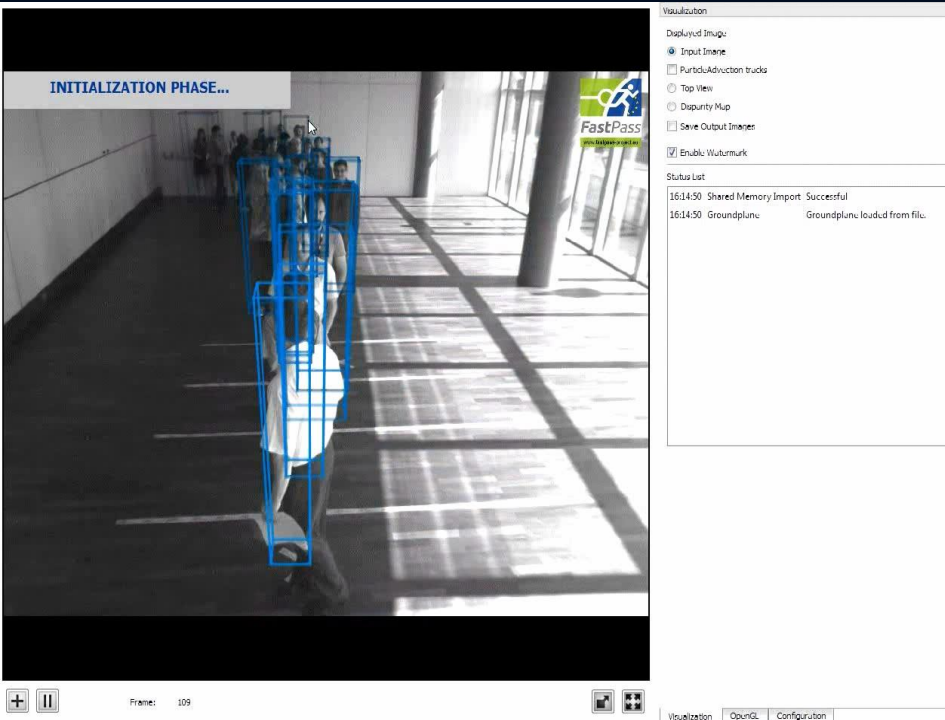 Visualization
Displayed Image
Input Image
ParticleAdvection tracks
Top View
Disparity Map
Save Output Images
Enable Watermark
Status List
16:14:50 Shared Memory Import Successful
16:14:50 Groundplane Groundplane loaded from file.
INITIALIZATION PHASE...
FastPass
Frame: 109
Visualization OpenGL Configuration